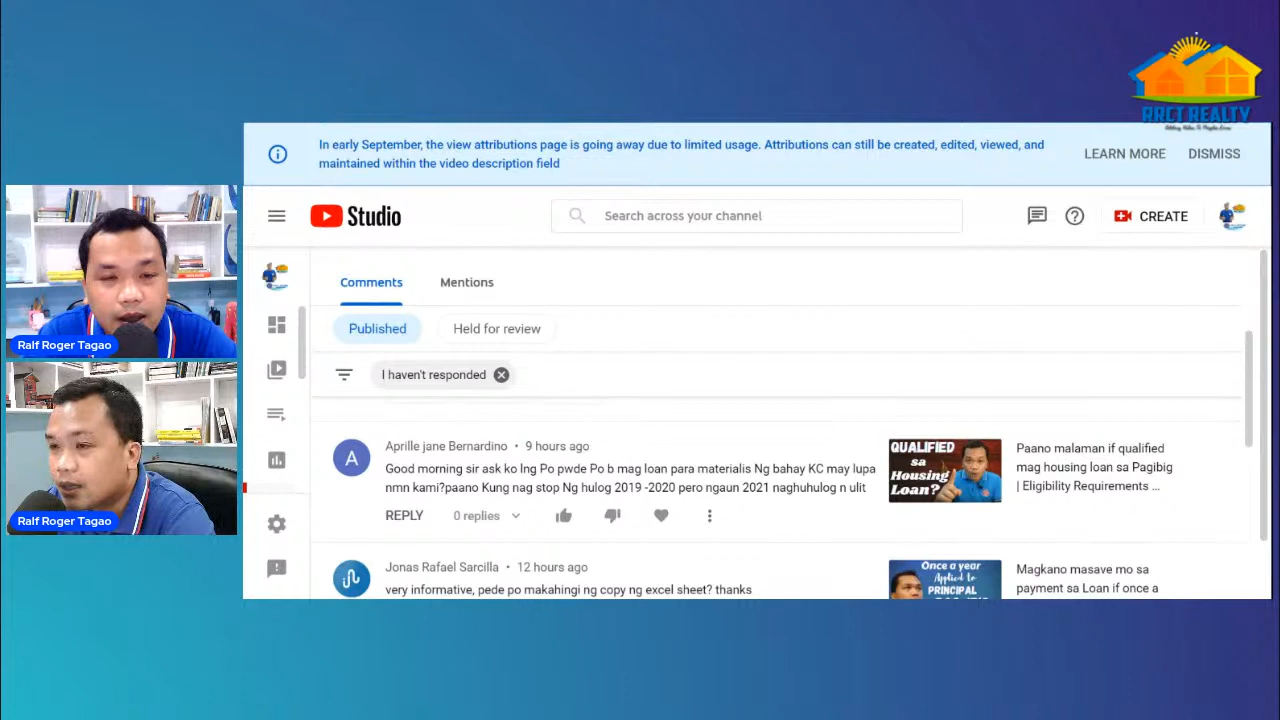 RRCT REALTY
In early September, the view attributions page is going away due to limited usage. Attributions can still be created, edited, viewed, and
maintained within the video description field
LEARN MORE
DISMISS
Studio
Search across your channel
CREATE
Comments
Mentions
Published
Held for review
I haven't responded
Aprille jane Bernardino • 9 hours ago
Good morning sir ask ko lng Po pwde Po b mag loan para materialis Ng bahay KC may lupa
nmn kami?paano Kung nag stop Ng hulog 2019 -2020 pero ngaun 2021 naghuhulog n ulit
REPLY
0 replies
QUALIFIED
sa
Housing
Loan?
Paano malaman if qualified
mag housing loan sa Pagibig
| Eligibility Requirements ...
Jonas Rafael Sarcilla • 12 hours ago
very informative, pede po makahingi ng copy ng excel sheet? thanks
Once a year
Applied to
PRINCIPAL
Magkano masave mo sa
payment sa Loan if once a
Ralf Roger Tagao
Ralf Roger Tagao
A